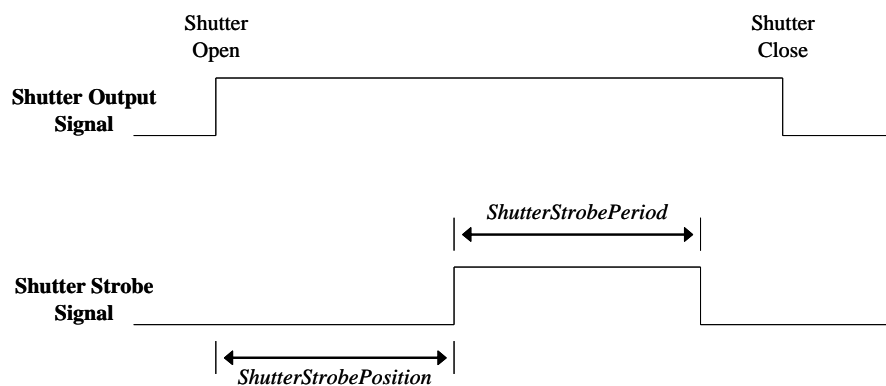 Shutter
Open
Shutter
Close
Shutter Output
Signal
ShutterStrobePeriod
Shutter Strobe
Signal
ShutterStrobePosition